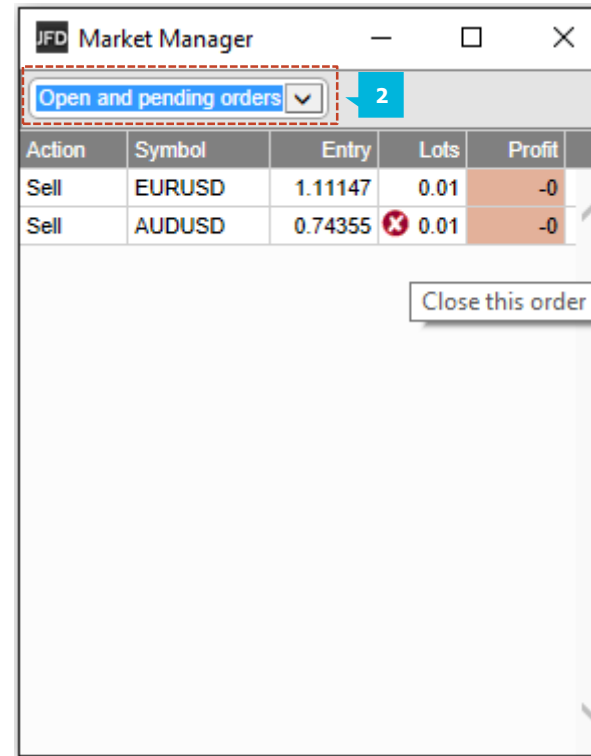 JFD Market Manager
Open and pending orders 2
Action Symbol Entry Lots Profit
Sell EURUSD 1.11147 0.01 -0
Sell AUDUSD 0.74355 0.01 -0
Close this order